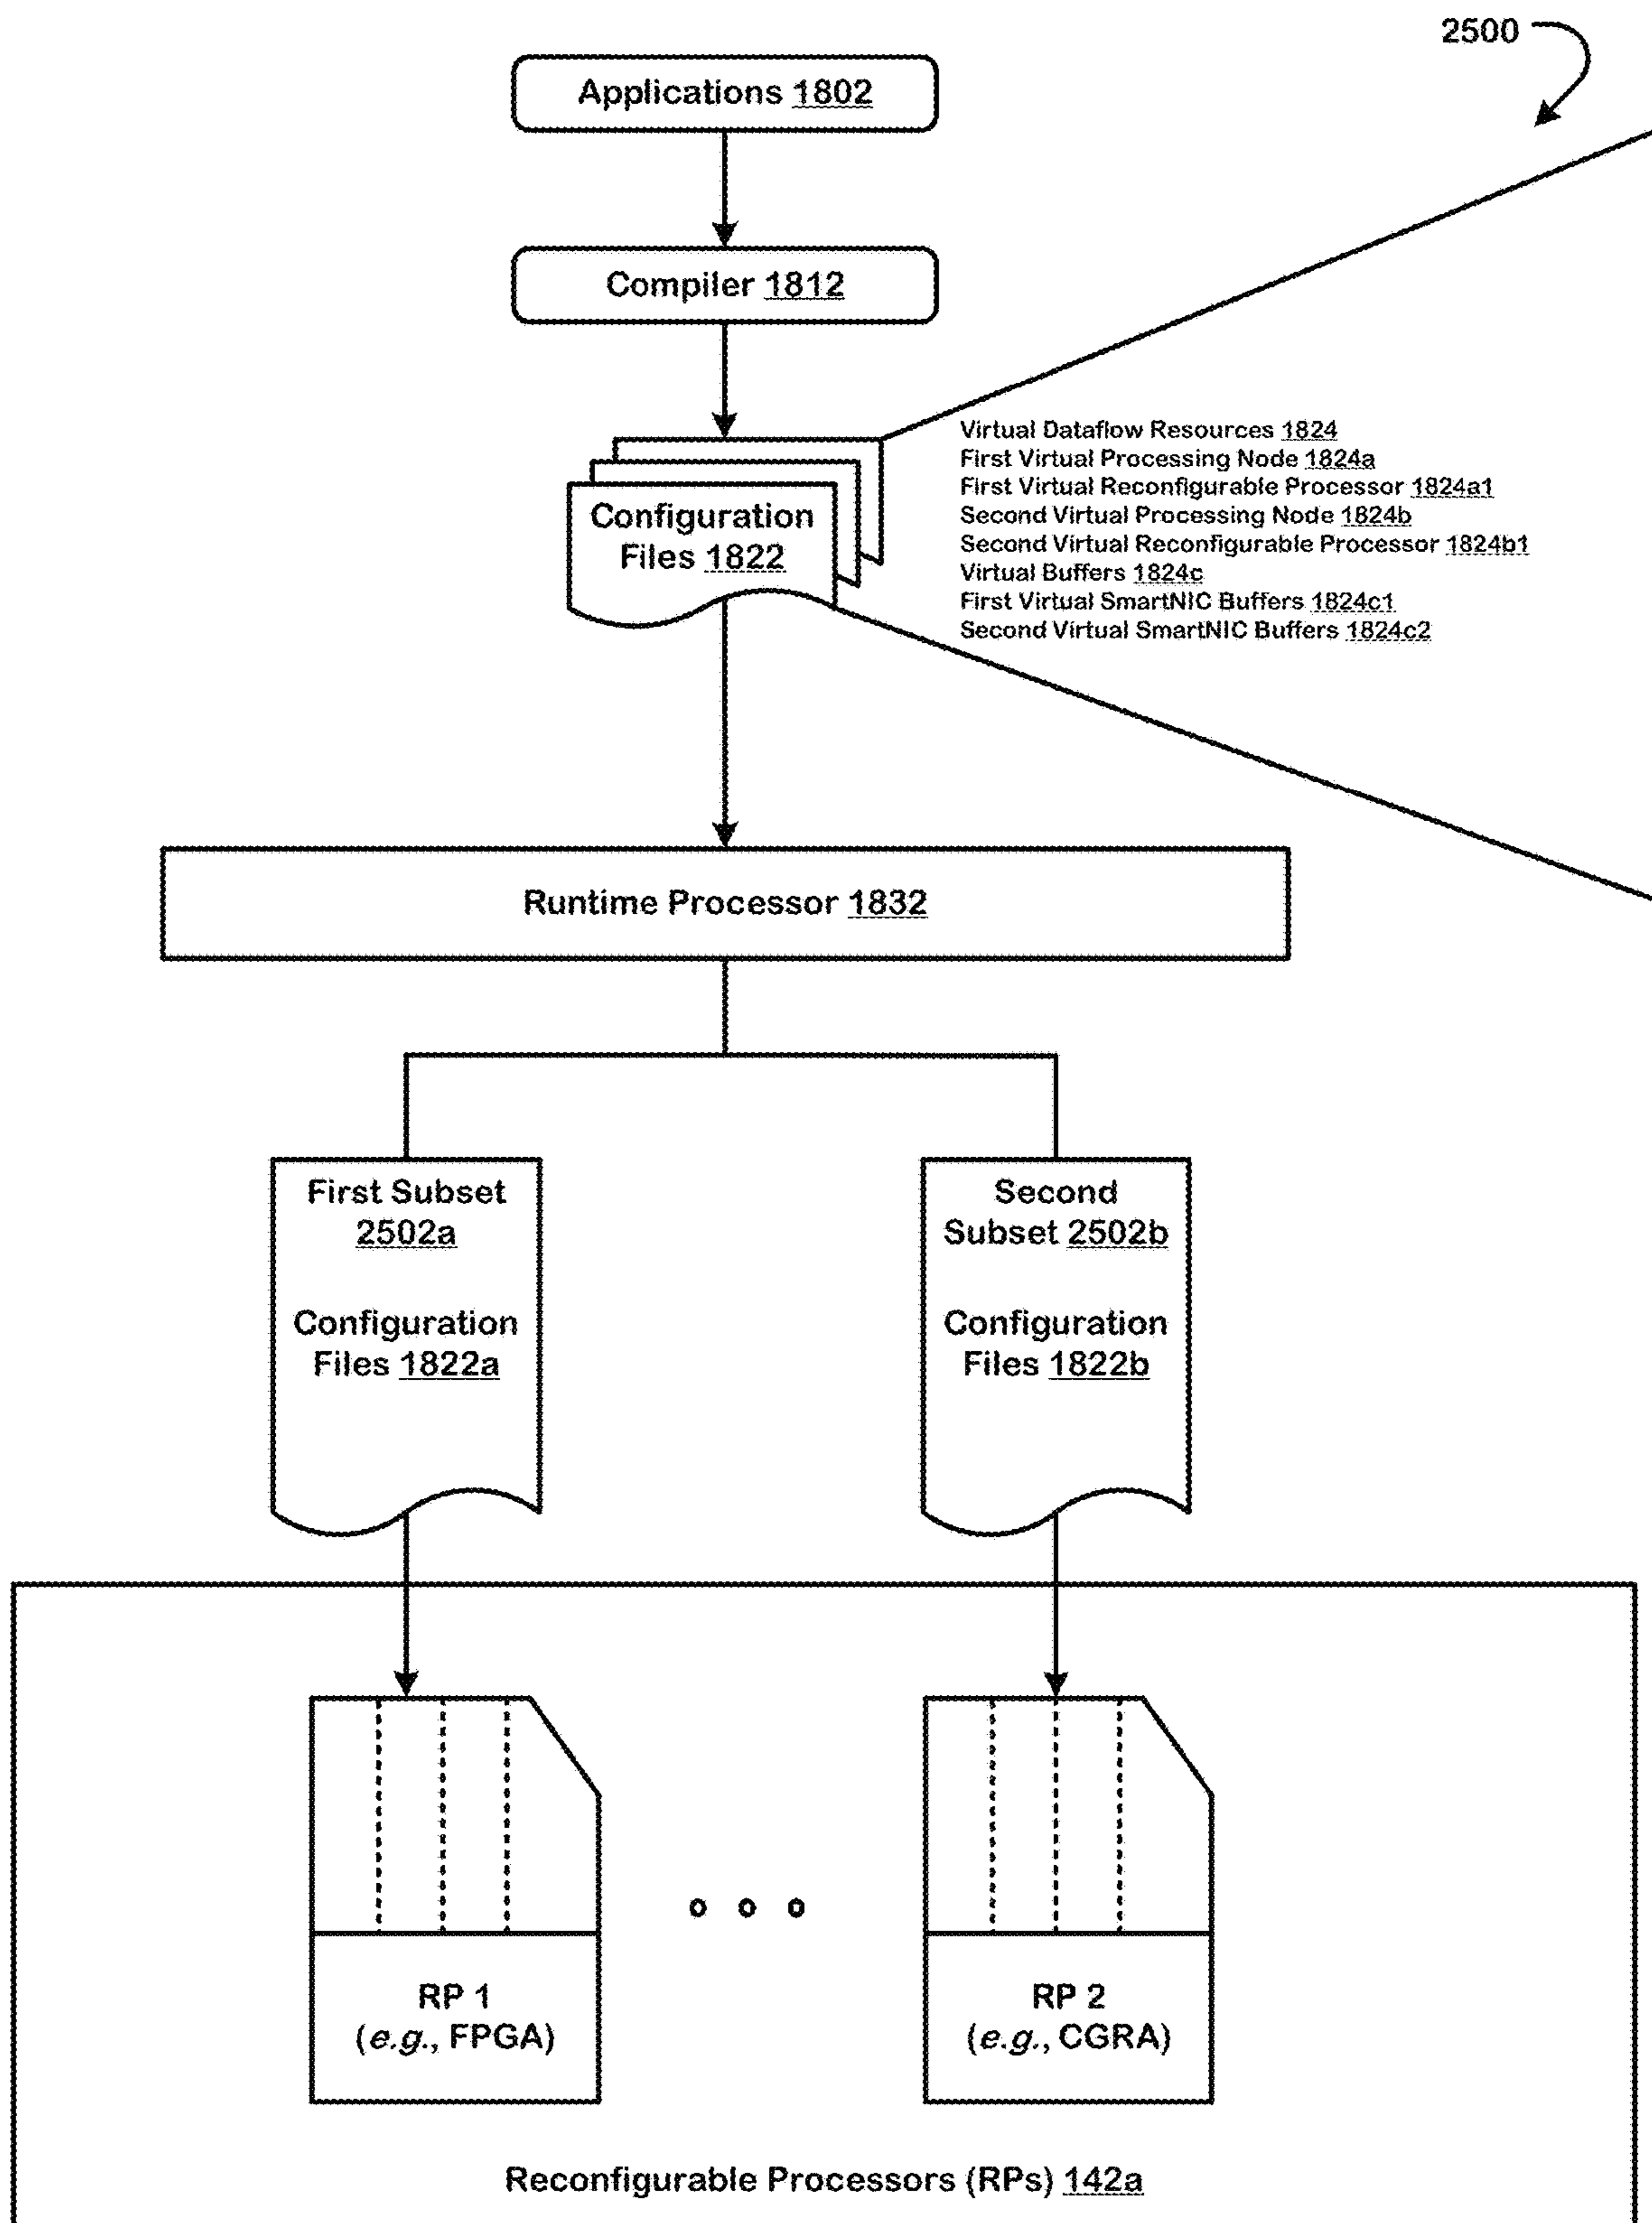 2500
Applications 1802
Compiler 1812
Virtual Dataflow Resources 1824
First Virtual Processing Node 1824a
First Virtual Reconfigurable Processor 1824a1
Second Virtual Processing Node 1824b
Second Virtual Reconfigurable Processor 1824b1
Virtual Buffers 1824c
First Virtual SmartNIC Buffers 1824c1
Second Virtual SmartNIC Buffers 1824c2
Configuration
Files 1822
Runtime Processor 1832
First Subset
2502a
Configuration
Files 1822a
Second
Subset 2502b
Configuration
Files 1822b
RP 1
(e.g., FPGA)
RP 2
(e.g., CGRA)
Reconfigurable Processors (RPs) 142a